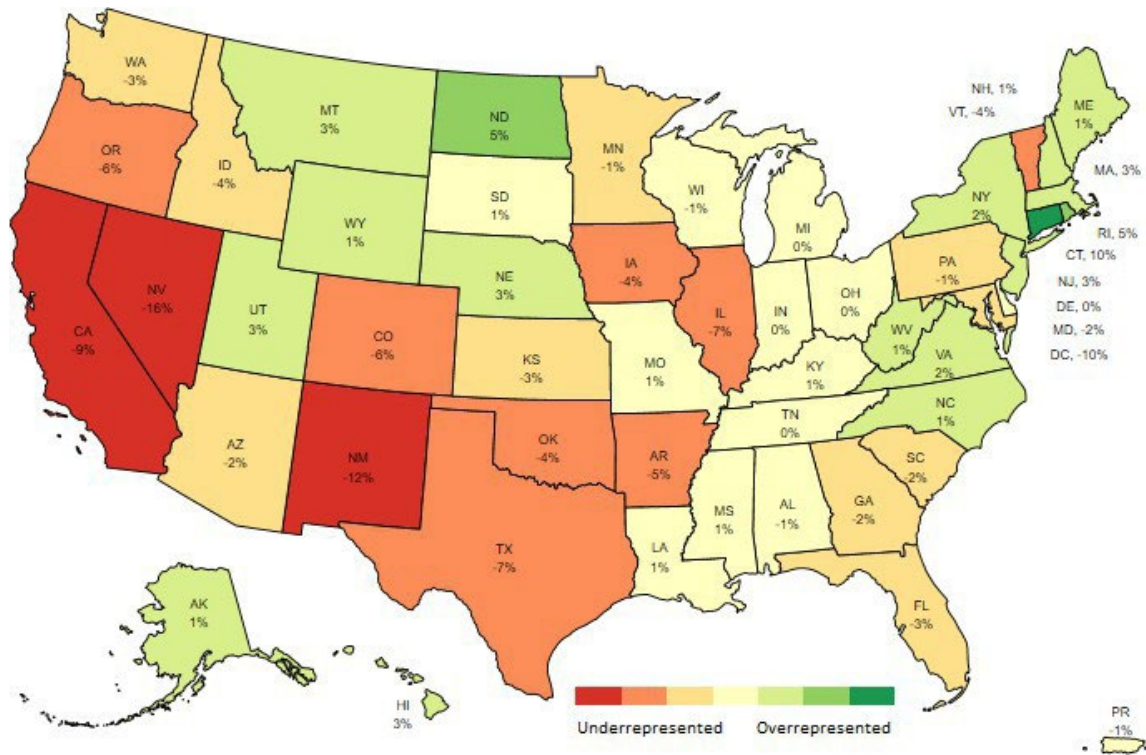 WA
-3%
MT
3%
ND
5%
MN
-1%
NH, 1%
VT, -4%
ME
1%
OR
-6%
ID
-4%
SD
1%
WI
-1%
MI
0%
NY
2%
MA, 3%
RI, 5%
CT, 10%
NJ, 3%
DE, 0%
MD, -2%
DC, -10%
WY
1%
NE
3%
IA
-4%
PA
-1%
NV
-16%
UT
3%
CA
-9%
CO
-6%
KS
-3%
MO
1%
IL
-7%
IN
0%
OH
0%
WV
1%
VA
2%
KY
1%
NC
1%
TN
0%
AZ
-2%
NM
-12%
OK
-4%
AR
-5%
SC
-2%
MS
1%
AL
-1%
GA
-2%
TX
-7%
LA
1%
FL
-3%
AK
1%
HI
3%
Underrepresented Overrepresented
PR
-1%